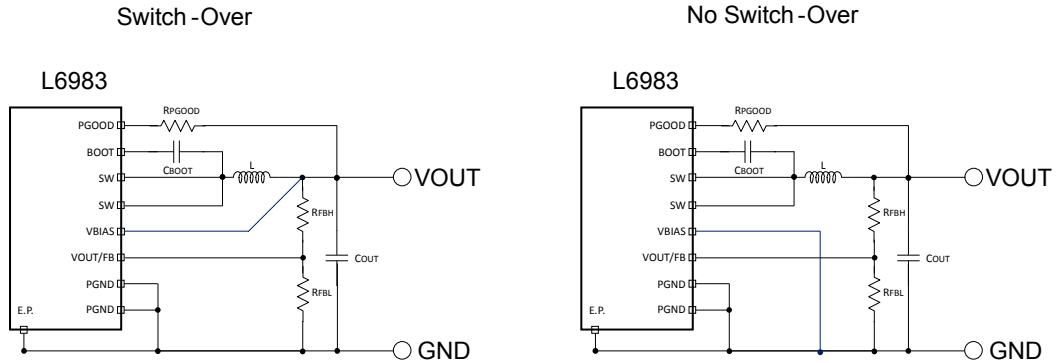 Switch-Over
No Switch-Over
L6983
PGOOD
BOOT
SW
SW
VBIAS
VOUT/FB
PGND
PGND
E.P.
RPGOOD
CBOOT
L
RFBH
RFBL
COUT
VOUT
GND
L6983
PGOOD
BOOT
SW
SW
VBIAS
VOUT/FB
PGND
PGND
E.P.
RPGOOD
CBOOT
L
RFBH
RFBL
COUT
VOUT
GND